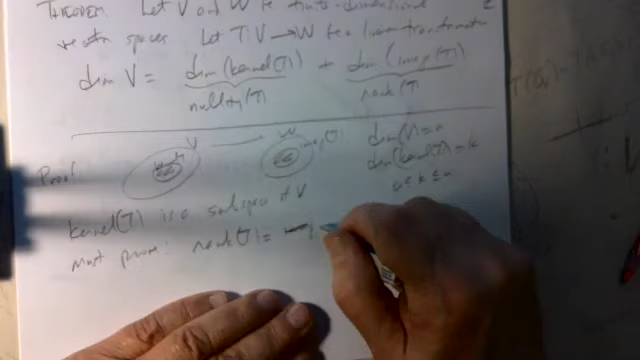 THEOREM: Let V and W be finite-dimensional
vector spaces Let T: V → W be a linear transformation
dim V = dim(kernel(T)) + dim(image(T))
nullity(T) rank(T)
Proof V W image(T) dim(V) = n
dim(kernel(T)) = k
0 ≤ k ≤ n
kernel(T) is a subspace of V
Must prove: rank(T) =